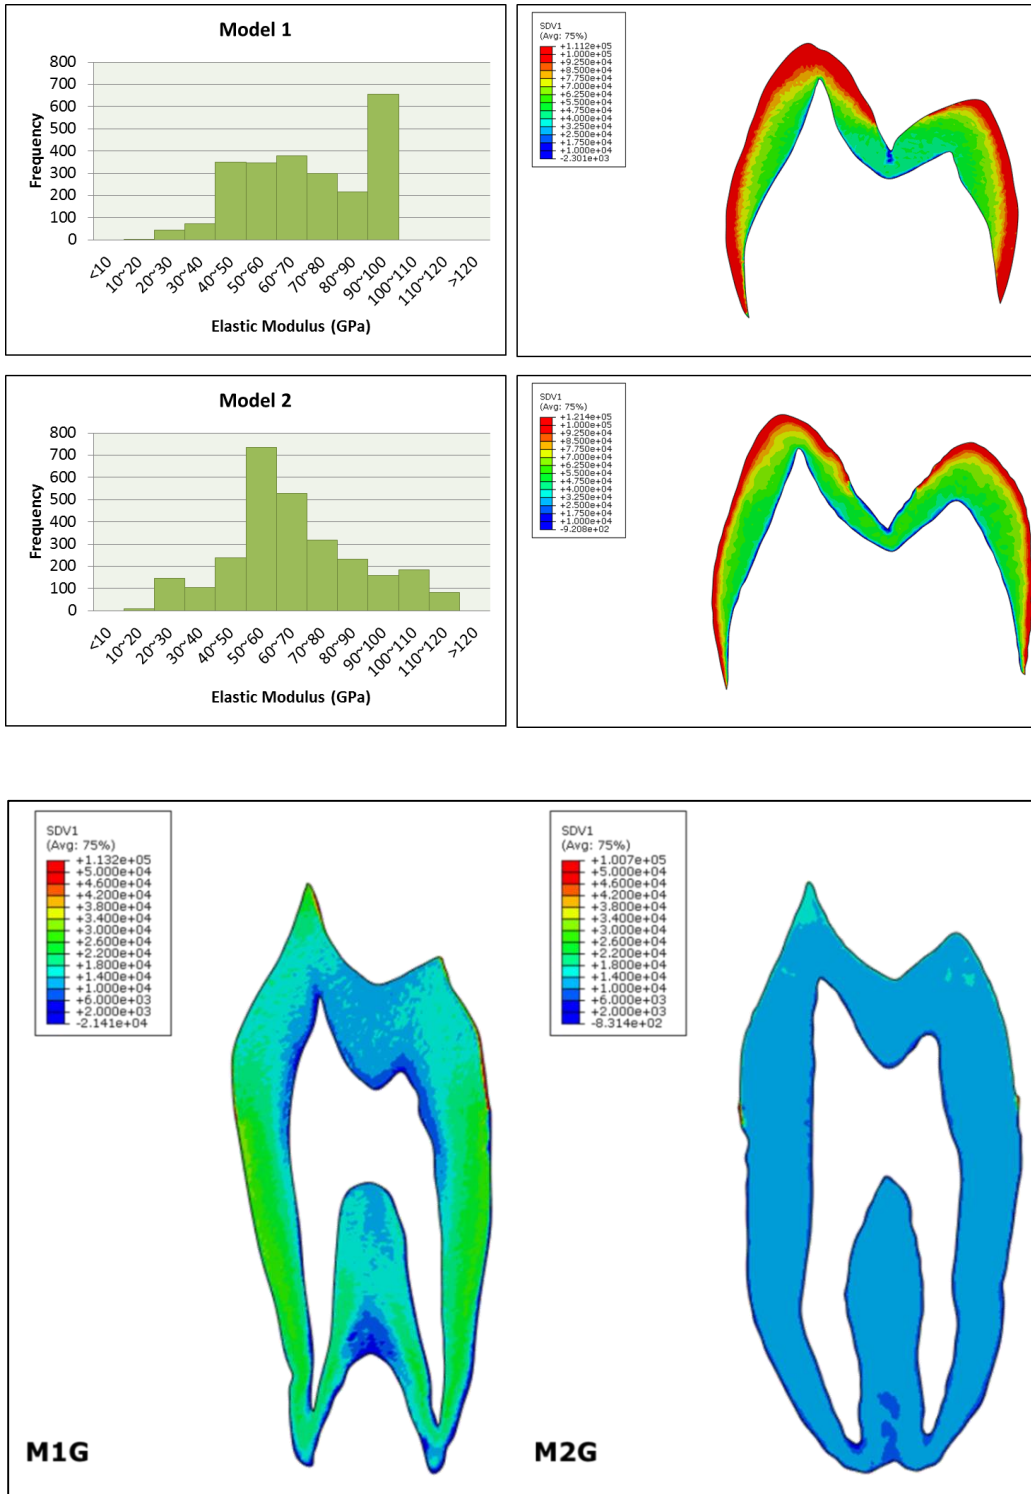 Model 1
800
700
600
500
400
300
200
100
0
Frequency
<10
10~20
20~30
30~40
40~50
50~60
60~70
70~80
80~90
90~100
100~110
110~120
>120
Elastic Modulus (GPa)
SDV1
(Avg: 75%)
+1.112e+05
+1.000e+05
+9.250e+04
+8.500e+04
+7.750e+04
+7.000e+04
+6.250e+04
+5.500e+04
+4.750e+04
+4.000e+04
+3.250e+04
+2.500e+04
+1.750e+04
+1.000e+04
-2.301e+03
Model 2
800
700
600
500
400
300
200
100
0
Frequency
<10
10~20
20~30
30~40
40~50
50~60
60~70
70~80
80~90
90~100
100~110
110~120
>120
Elastic Modulus (GPa)
SDV1
(Avg: 75%)
+1.214e+05
+1.000e+05
+9.250e+04
+8.500e+04
+7.750e+04
+7.000e+04
+6.250e+04
+5.500e+04
+4.750e+04
+4.000e+04
+3.250e+04
+2.500e+04
+1.750e+04
+1.000e+04
-9.208e+02
SDV1
(Avg: 75%)
+1.132e+05
+5.000e+04
+4.600e+04
+4.200e+04
+3.800e+04
+3.400e+04
+3.000e+04
+2.600e+04
+2.200e+04
+1.800e+04
+1.400e+04
+1.000e+04
+6.000e+03
+2.000e+03
-2.141e+04
M1G
SDV1
(Avg: 75%)
+1.007e+05
+5.000e+04
+4.600e+04
+4.200e+04
+3.800e+04
+3.400e+04
+3.000e+04
+2.600e+04
+2.200e+04
+1.800e+04
+1.400e+04
+1.000e+04
+6.000e+03
+2.000e+03
-8.314e+02
M2G